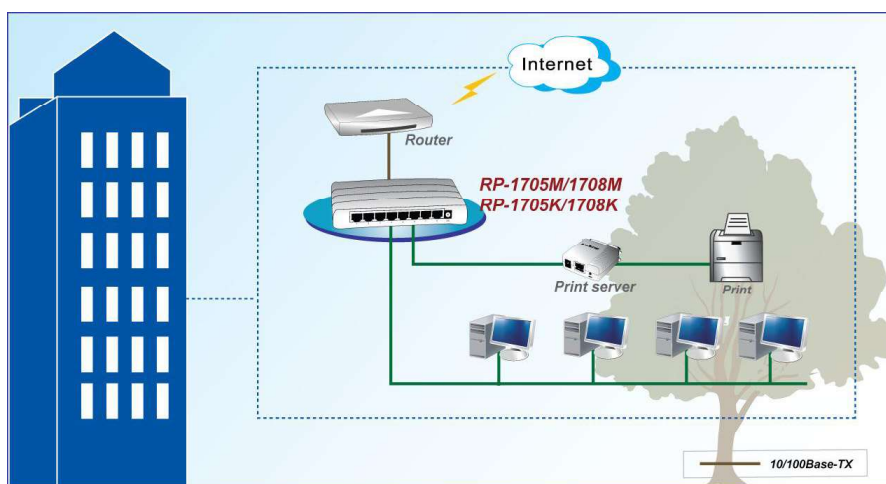 Internet
Router
RP-1705M/1708M
RP-1705K/1708K
Print server
Print
10/100Base-TX